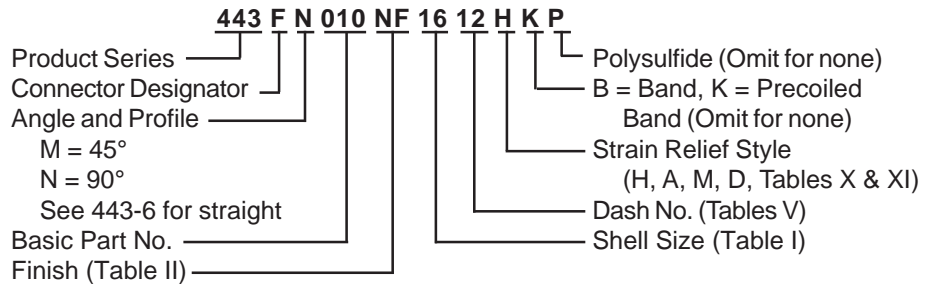 443 F N 010 NF 16 12 H K P
Product Series
Connector Designator
Angle and Profile
M = 45°
N = 90°
See 443-6 for straight
Basic Part No.
Finish (Table II)
Polysulfide (Omit for none)
B = Band, K = Precoiled
Band (Omit for none)
Strain Relief Style
(H, A, M, D, Tables X & XI)
Dash No. (Tables V)
Shell Size (Table I)